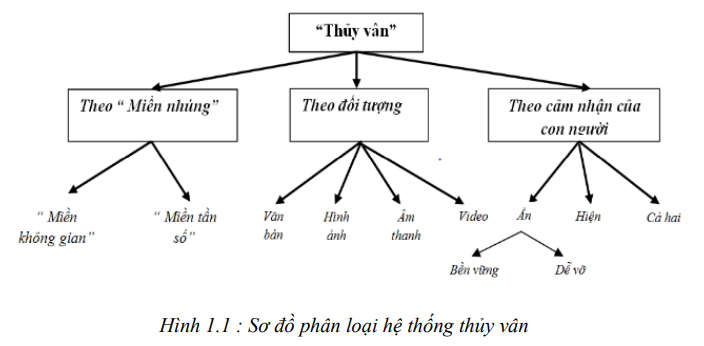 “Thủy vân”
Theo “ Miền nhúng”
Theo đối tượng
Theo cảm nhận của
con người
“ Miền
không gian”
“ Miền tần
số”
Văn
bản
Hình
ảnh
Âm
thanh
Video
Ẩn
Hiện
Cả hai
Bền vững
Dễ vỡ
Hình 1.1 : Sơ đồ phân loại hệ thống thủy vân